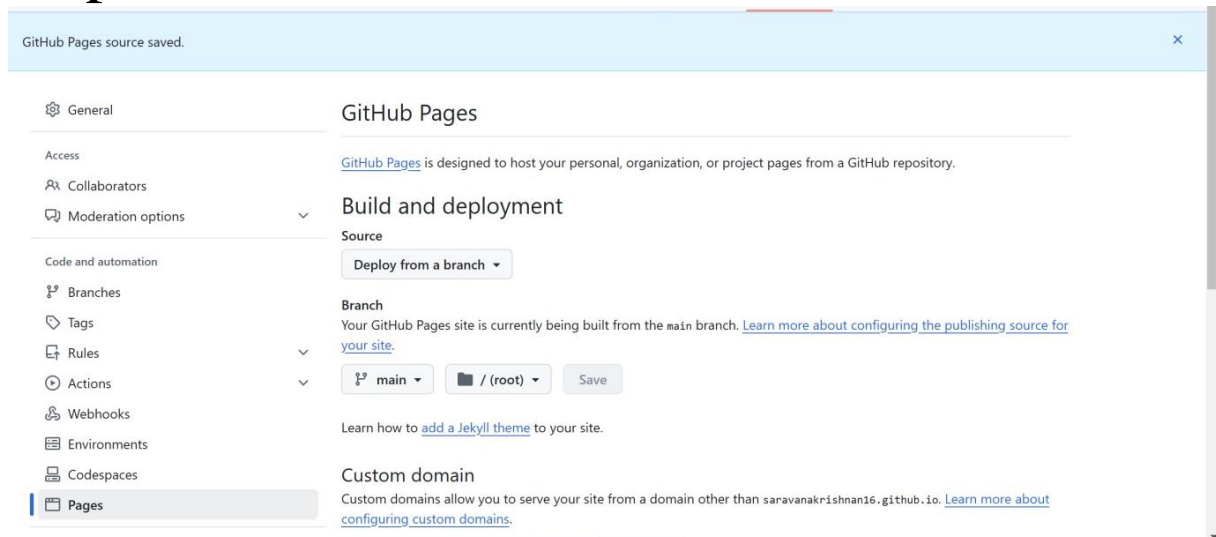 GitHub Pages source saved.
General
Access
Collaborators
Moderation options
Code and automation
Branches
Tags
Rules
Actions
Webhooks
Environments
Codespaces
Pages
GitHub Pages
GitHub Pages is designed to host your personal, organization, or project pages from a GitHub repository.
Build and deployment
Source
Deploy from a branch
Branch
Your GitHub Pages site is currently being built from the main branch. Learn more about configuring the publishing source for
your site.
main / (root) Save
Learn how to add a Jekyll theme to your site.
Custom domain
Custom domains allow you to serve your site from a domain other than saravanakrishnan16.github.io. Learn more about
configuring custom domains.